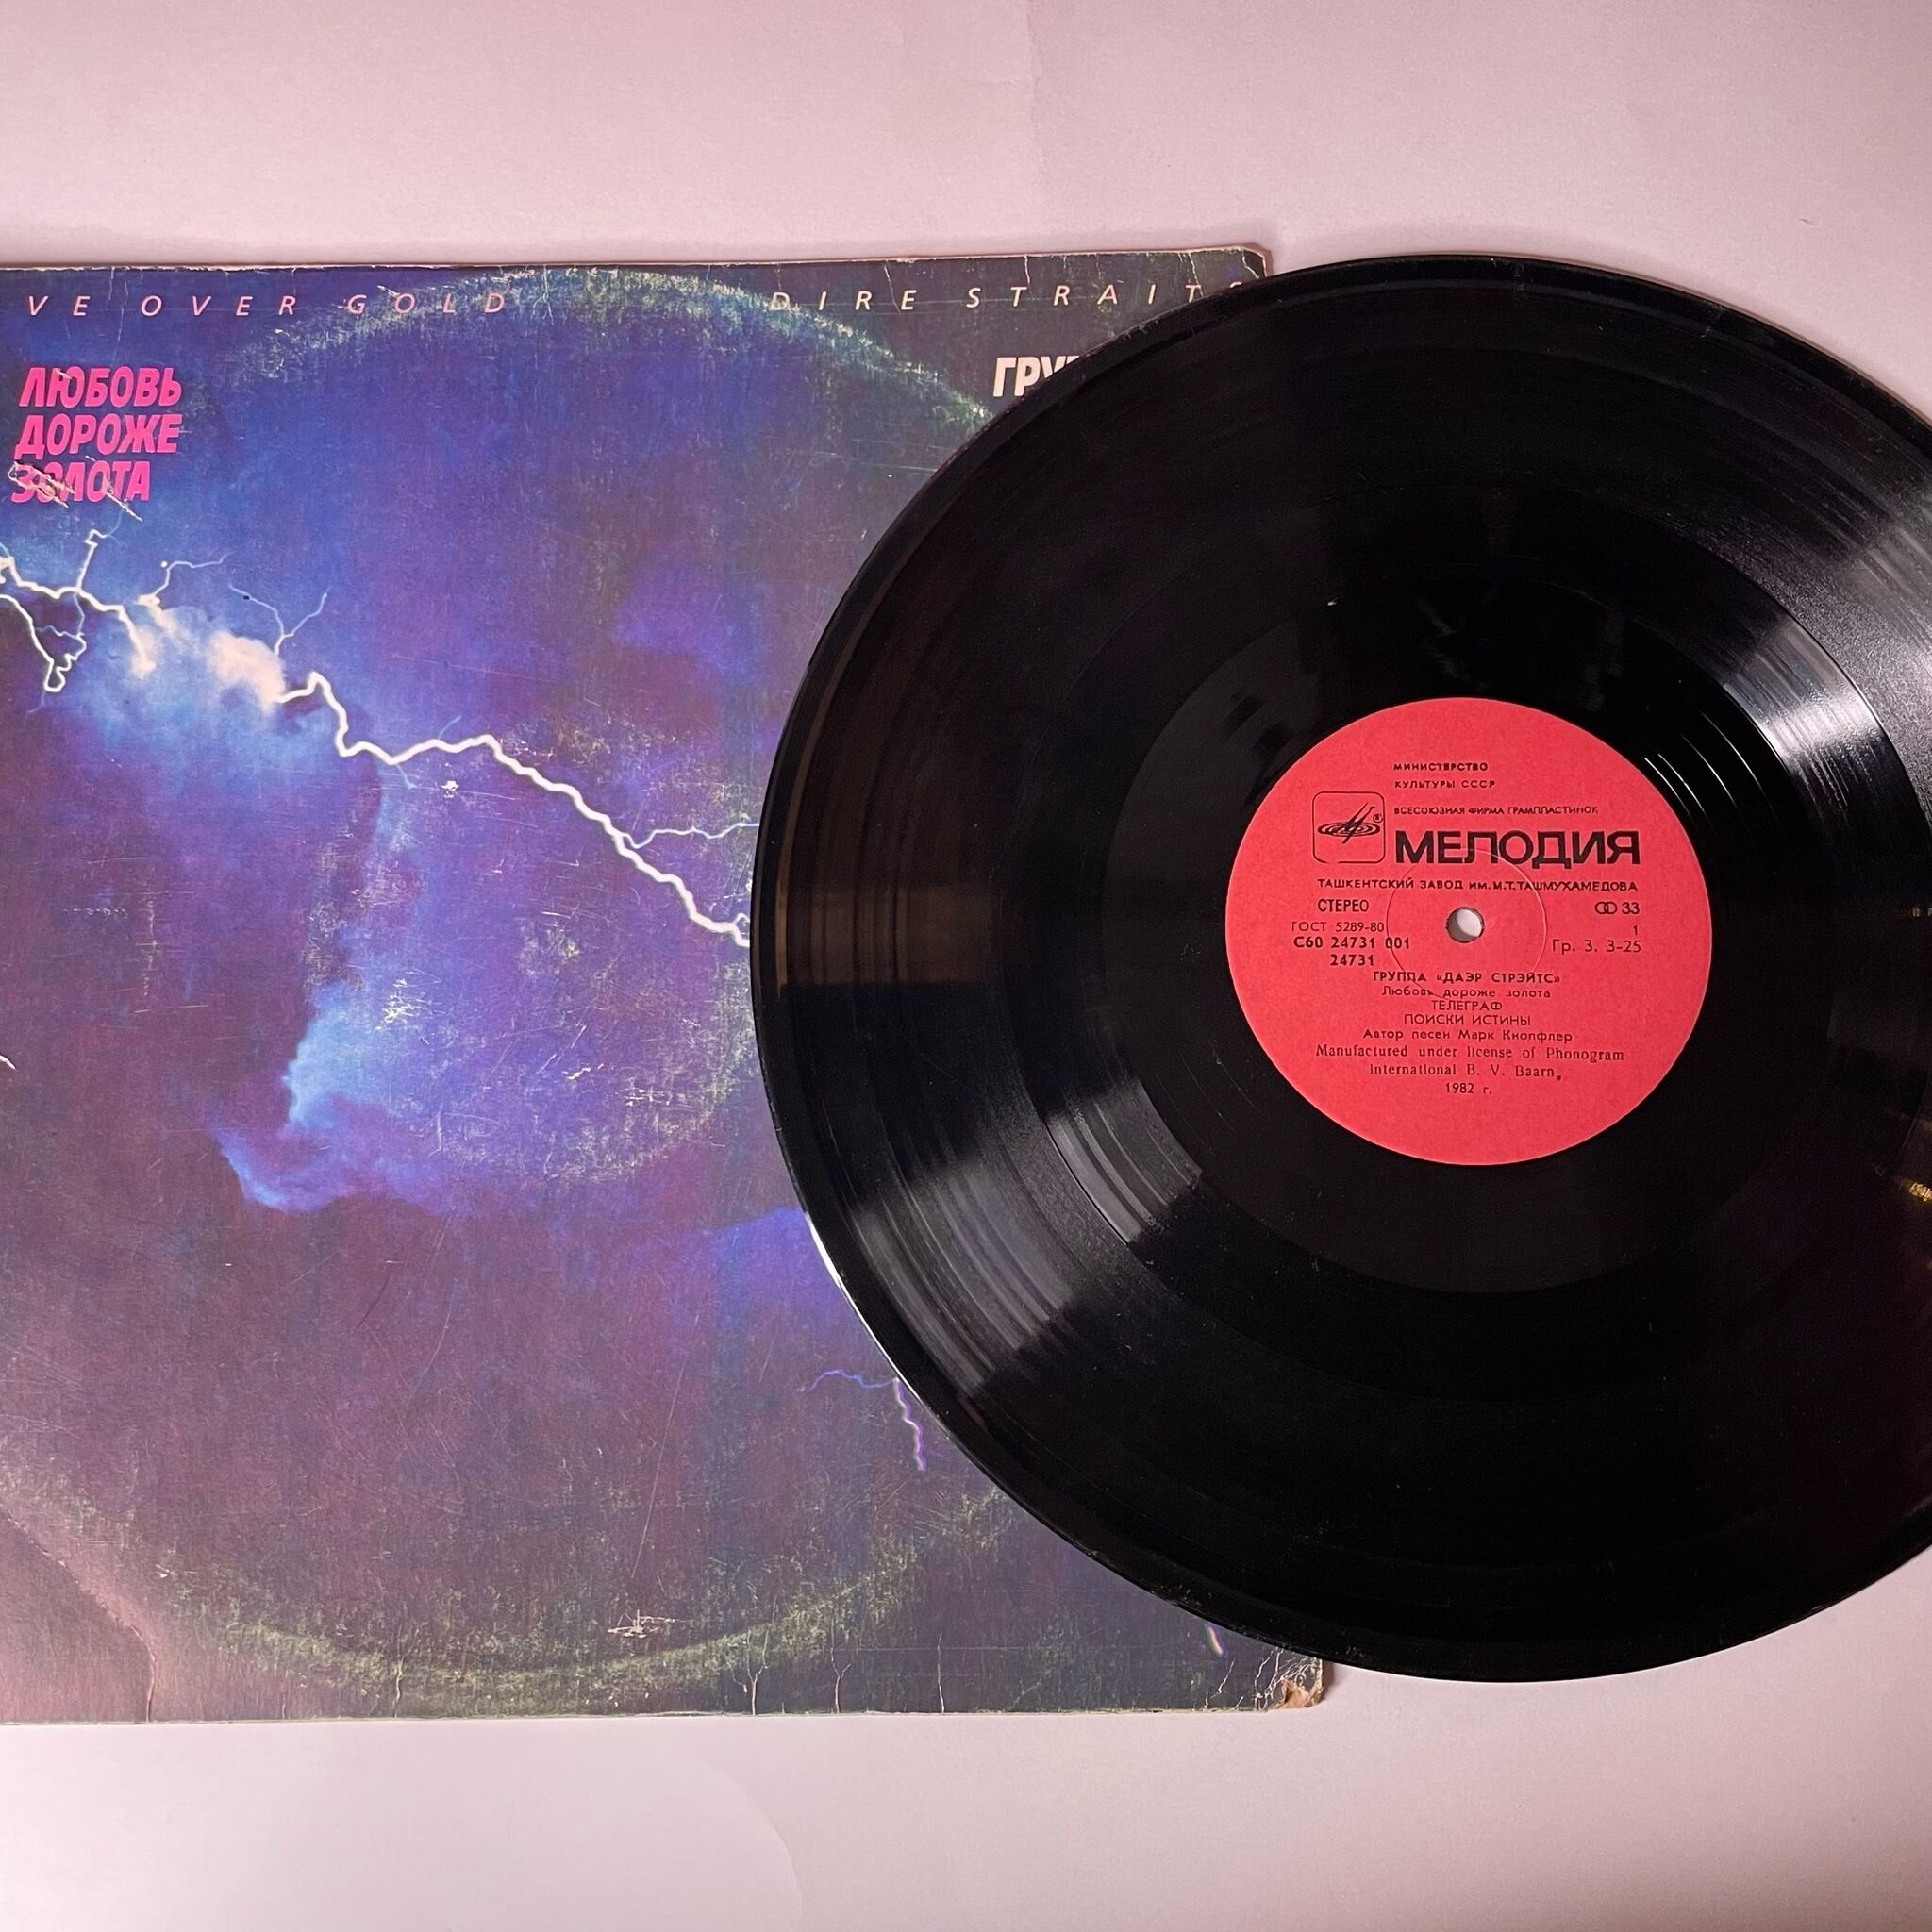 VE OVER GOLD DIRE STRAITS
ЛЮБОВЬ
ДОРОЖЕ
ЗОЛОТА
МИНИСТЕРСТВО
КУЛЬТУРЫ СССР
ВСЕСОЮЗНАЯ ФИРМА ГРАМПЛАСТИНОК
МЕЛОДИЯ
ТАШКЕНТСКИЙ ЗАВОД ИМ. М.Т.ТАШМУХАМЕДОВА
СТЕРЕО 33
ГОСТ 5289-80 1
С60 24731 001 Гр. 3. 3-25
24731
ГРУППА «ДАЭР СТРЭЙТС»
Любовь дороже золота
ТЕЛЕГРАФ
ПОИСКИ ИСТИНЫ
Автор песен Марк Кнопфлер
Manufactured under license of Phonogram
International B. V. Baarn,
1982 г.